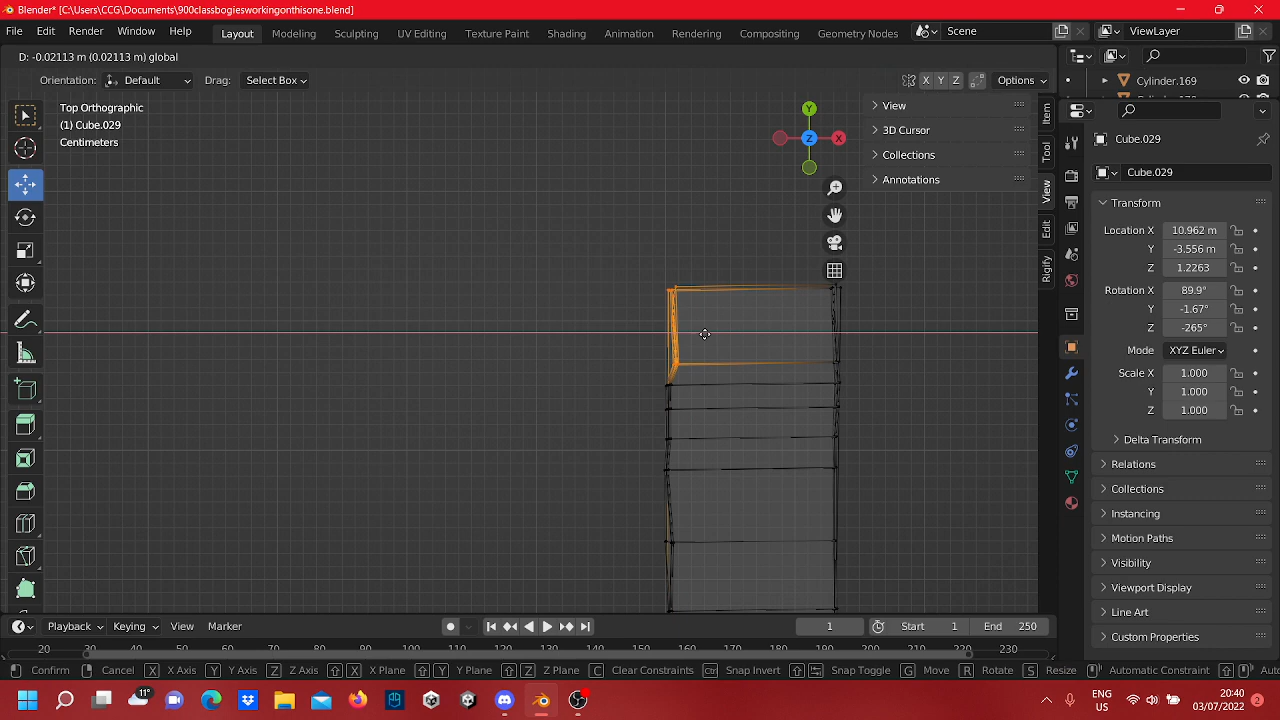 Blender* [C:\Users\CCG\Documents\900classbogiesworkingonthisone.blend]
File Edit Render Window Help Layout Modeling Sculpting UV Editing Texture Paint Shading Animation Rendering Compositing Geometry Nodes Scene ViewLayer
D: -0.02113 m (0.02113 m) global
Orientation: Default Drag: Select Box X Y Z Options
Cylinder.169
Top Orthographic
(1) Cube.029
Centimeters
Y
X
Z
View
3D Cursor
Collections
Annotations
Item
Tool
View
Edit
Rigify
Cube.029
Cube.029
Transform
Location X 10.962 m
Y -3.556 m
Z 1.2263
Rotation X 89.9°
Y -1.67°
Z -265°
Mode XYZ Euler
Scale X 1.000
Y 1.000
Z 1.000
Delta Transform
Relations
Collections
Instancing
Motion Paths
Visibility
Viewport Display
Line Art
Custom Properties
Playback Keying View Marker 1 Start 1 End 250
20 40 60 80 100 120 130 140 150 160 170 180 190 200 210 220 230
Confirm Cancel X X Axis Y Y Axis Z Z Axis X X Plane Y Y Plane Z Z Plane C Clear Constraints Ctrl Snap Invert Snap Toggle G Move R Rotate S Resize Automatic Constraint Auto
11° ENG US 20:40 03/07/2022 2